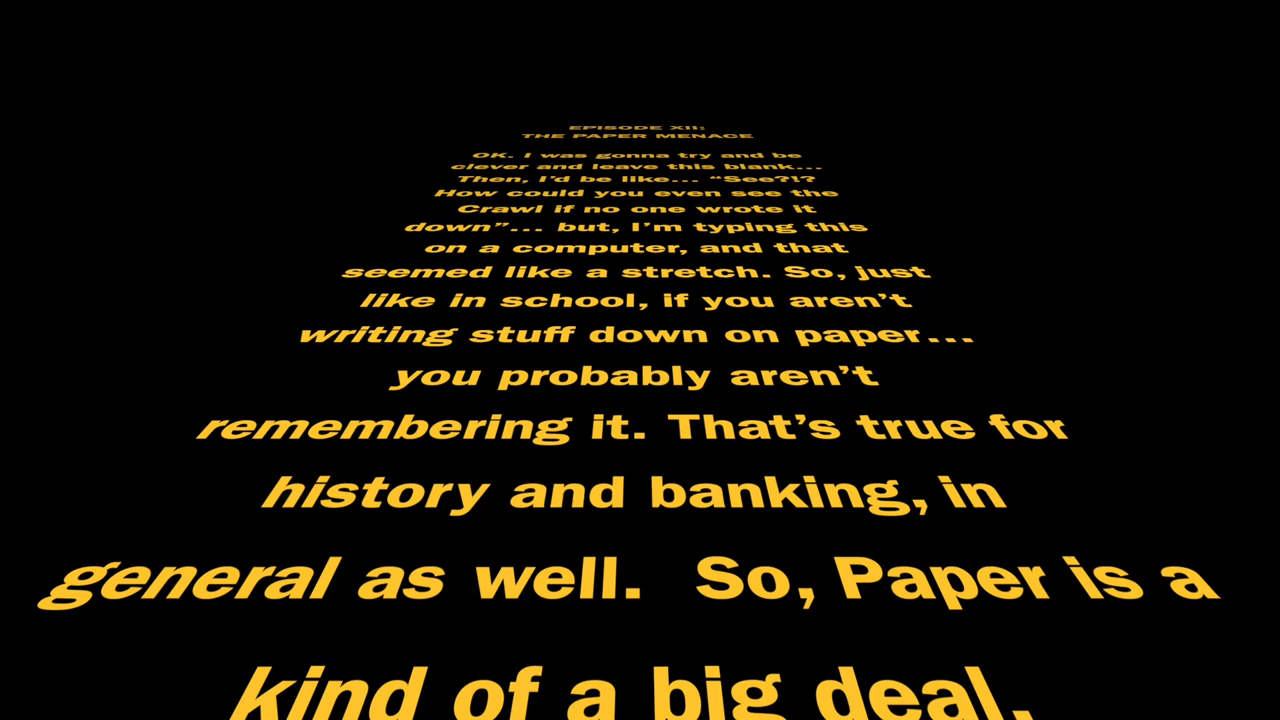 EPISODE XII:
THE PAPER MENACE
OK. I was gonna try and be
clever and leave this blank...
Then, I'd be like... “See?!?
How could you even see the
Crawl if no one wrote it
down”... but, I'm typing this
on a computer, and that
seemed like a stretch. So, just
like in school, if you aren't
writing stuff down on paper...
you probably aren't
remembering it. That's true for
history and banking, in
general as well.  So, Paper is a
kind of a big deal.